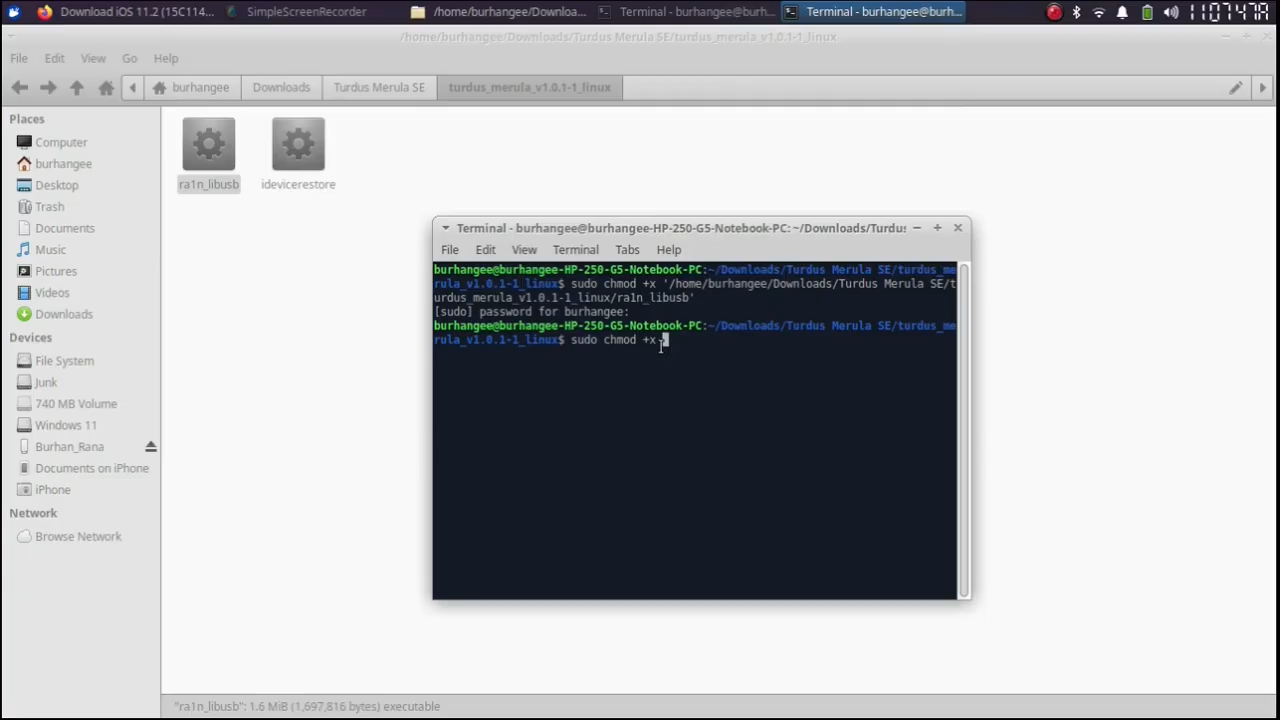 Download iOS 11.2 (15C114...
SimpleScreenRecorder
/home/burhangee/Downloa...
Terminal - burhangee@burh...
Terminal - burhangee@burh...
/home/burhangee/Downloads/Turdus Merula SE/turdus_merula_v1.0.1-1_linux
File Edit View Go Help
burhangee Downloads Turdus Merula SE turdus_merula_v1.0.1-1_linux
Places
Computer
burhangee
Desktop
Trash
Documents
Music
Pictures
Videos
Downloads
Devices
File System
Junk
740 MB Volume
Windows 11
Burhan_Rana
Documents on iPhone
iPhone
Network
Browse Network
ra1n_libusb
idevicerestore
Terminal - burhangee@burhangee-HP-250-G5-Notebook-PC: ~/Downloads/Turdus
File Edit View Terminal Tabs Help
burhangee@burhangee-HP-250-G5-Notebook-PC:~/Downloads/Turdus Merula SE/turdus_me
rula_v1.0.1-1_linux$ sudo chmod +x '/home/burhangee/Downloads/Turdus Merula SE/t
urdus_merula_v1.0.1-1_linux/ra1n_libusb'
[sudo] password for burhangee:
burhangee@burhangee-HP-250-G5-Notebook-PC:~/Downloads/Turdus Merula SE/turdus_me
rula_v1.0.1-1_linux$ sudo chmod +x
"ra1n_libusb": 1.6 MiB (1,697,816 bytes) executable